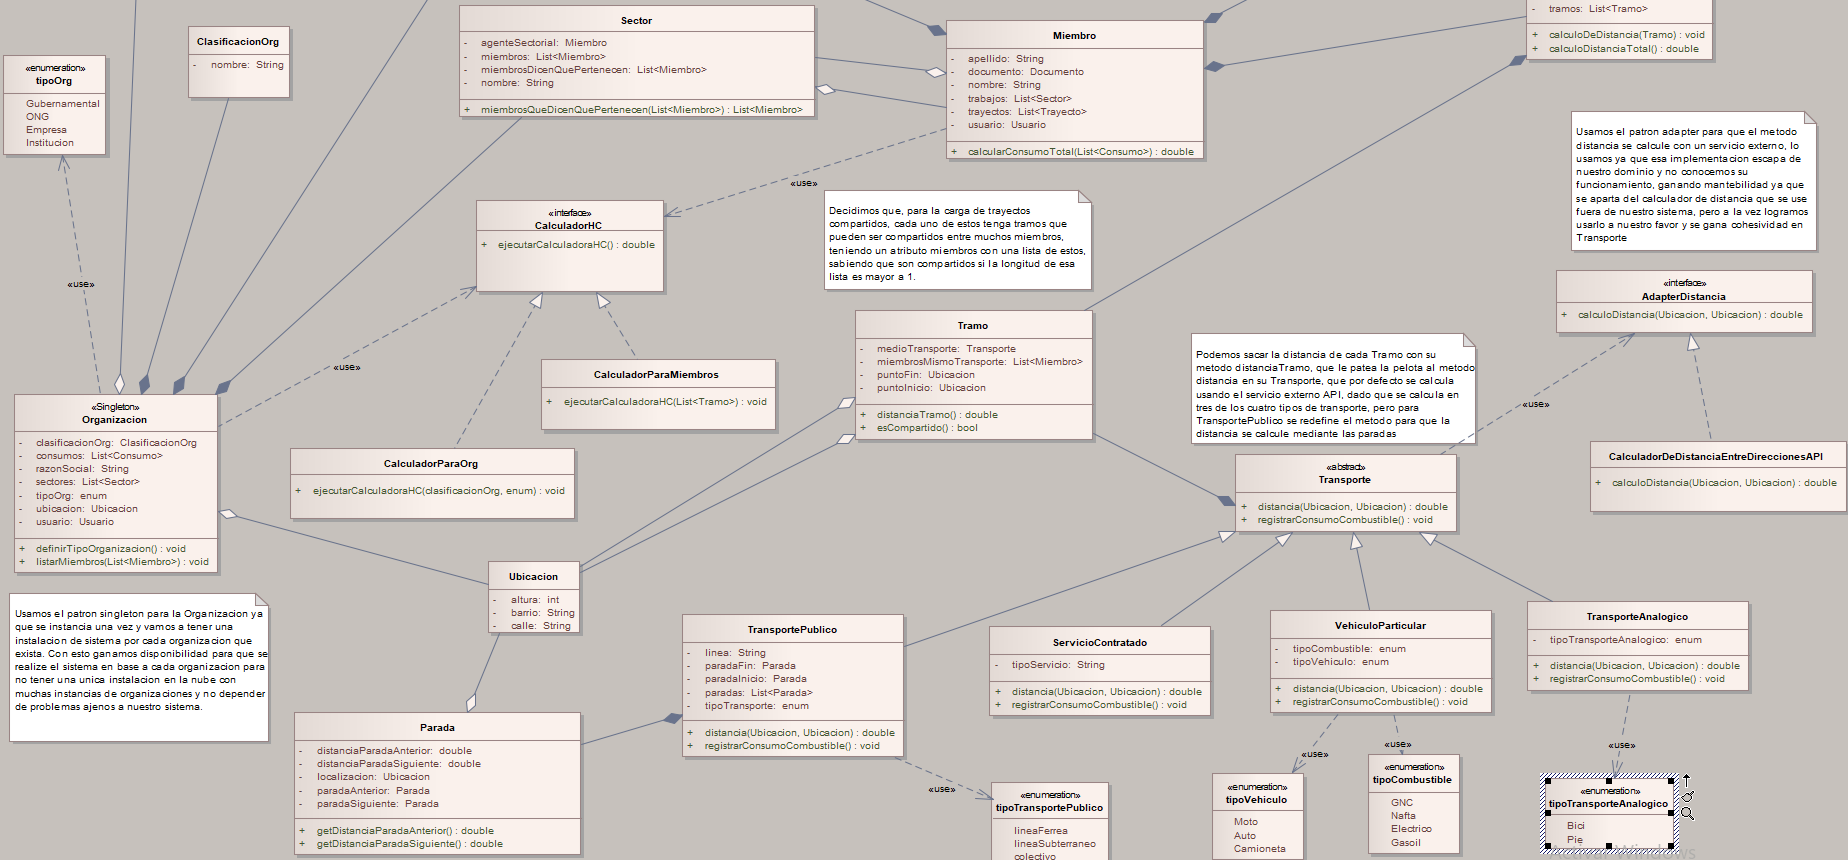 «enumeration»
tipoOrg
Gubernamental
ONG
Empresa
Institucion
ClasificacionOrg
- nombre: String
Sector
- agenteSectorial: Miembro
- miembros: List<Miembro>
- miembrosDicenQuePertenecen: List<Miembro>
- nombre: String
+ miembrosQueDicenQuePertenecen(List<Miembro>) : List<Miembro>
Miembro
- apellido: String
- documento: Documento
- nombre: String
- trabajos: List<Sector>
- trayectos: List<Trayecto>
- usuario: Usuario
+ calcularConsumoTotal(List<Consumo>) : double
- tramos: List<Tramo>
+ calculoDeDistancia(Tramo) : void
+ calculoDistanciaTotal() : double
Usamos el patron adapter para que el metodo
distancia se calcule con un servicio externo, lo
usamos ya que esa implementacion escapa de
nuestro dominio y no conocemos su
funcionamiento, ganando mantebilidad ya que
se aparta del calculador de distancia que se use
fuera de nuestro sistema, pero a la vez logramos
usarlo a nuestro favor y se gana cohesividad en
Transporte
«use»
«interface»
CalculadorHC
+ ejecutarCalculadoraHC() : double
Decidimos que, para la carga de trayectos
compartidos, cada uno de estos tenga tramos que
pueden ser compartidos entre muchos miembros,
teniendo un atributo miembros con una lista de estos,
sabiendo que son compartidos si la longitud de esa
lista es mayor a 1.
«use»
«interface»
AdapterDistancia
+ calculoDistancia(Ubicacion, Ubicacion) : double
Tramo
- medioTransporte: Transporte
- miembrosMismoTransporte: List<Miembro>
- puntoFin: Ubicacion
- puntoInicio: Ubicacion
+ distanciaTramo() : double
+ esCompartido() : bool
Podemos sacar la distancia de cada Tramo con su
metodo distanciaTramo, que le patea la pelota al metodo
distancia en su Transporte, que por defecto se calcula
usando el servicio externo API, dado que se calcula en
tres de los cuatro tipos de transporte, pero para
TransportePublico se redefine el metodo para que la
distancia se calcule mediante las paradas
«use»
«use»
CalculadorParaMiembros
+ ejecutarCalculadoraHC(List<Tramo>) : void
«Singleton»
Organizacion
- clasificacionOrg: ClasificacionOrg
- consumos: List<Consumo>
- razonSocial: String
- sectores: List<Sector>
- tipoOrg: enum
- ubicacion: Ubicacion
- usuario: Usuario
+ definirTipoOrganizacion() : void
+ listarMiembros(List<Miembro>) : void
CalculadorParaOrg
+ ejecutarCalculadoraHC(clasificacionOrg, enum) : void
«abstract»
Transporte
+ distancia(Ubicacion, Ubicacion) : double
+ registrarConsumoCombustible() : void
CalculadorDeDistanciaEntreDireccionesAPI
+ calculoDistancia(Ubicacion, Ubicacion) : double
Ubicacion
- altura: int
- barrio: String
- calle: String
Usamos el patron singleton para la Organizacion ya
que se instancia una vez y vamos a tener una
instalacion de sistema por cada organizacion que
exista. Con esto ganamos disponibilidad para que se
realize el sistema en base a cada organizacion para
no tener una unica instalacion en la nube con
muchas instancias de organizaciones y no depender
de problemas ajenos a nuestro sistema.
TransportePublico
- linea: String
- paradaFin: Parada
- paradaInicio: Parada
- paradas: List<Parada>
- tipoTransporte: enum
+ distancia(Ubicacion, Ubicacion) : double
+ registrarConsumoCombustible() : void
ServicioContratado
- tipoServicio: String
+ distancia(Ubicacion, Ubicacion) : double
+ registrarConsumoCombustible() : void
VehiculoParticular
- tipoCombustible: enum
- tipoVehiculo: enum
+ distancia(Ubicacion, Ubicacion) : double
+ registrarConsumoCombustible() : void
TransporteAnalogico
- tipoTransporteAnalogico: enum
+ distancia(Ubicacion, Ubicacion) : double
+ registrarConsumoCombustible() : void
Parada
- distanciaParadaAnterior: double
- distanciaParadaSiguiente: double
- localizacion: Ubicacion
- paradaAnterior: Parada
- paradaSiguiente: Parada
+ getDistanciaParadaAnterior() : double
+ getDistanciaParadaSiguiente() : double
«use»
«use»
«use»
«use»
«enumeration»
tipoTransportePublico
lineaFerrea
lineaSubterraneo
colectivo
«enumeration»
tipoVehiculo
Moto
Auto
Camioneta
«enumeration»
tipoCombustible
GNC
Nafta
Electrico
Gasoil
«enumeration»
tipoTransporteAnalogico
Bici
Pie